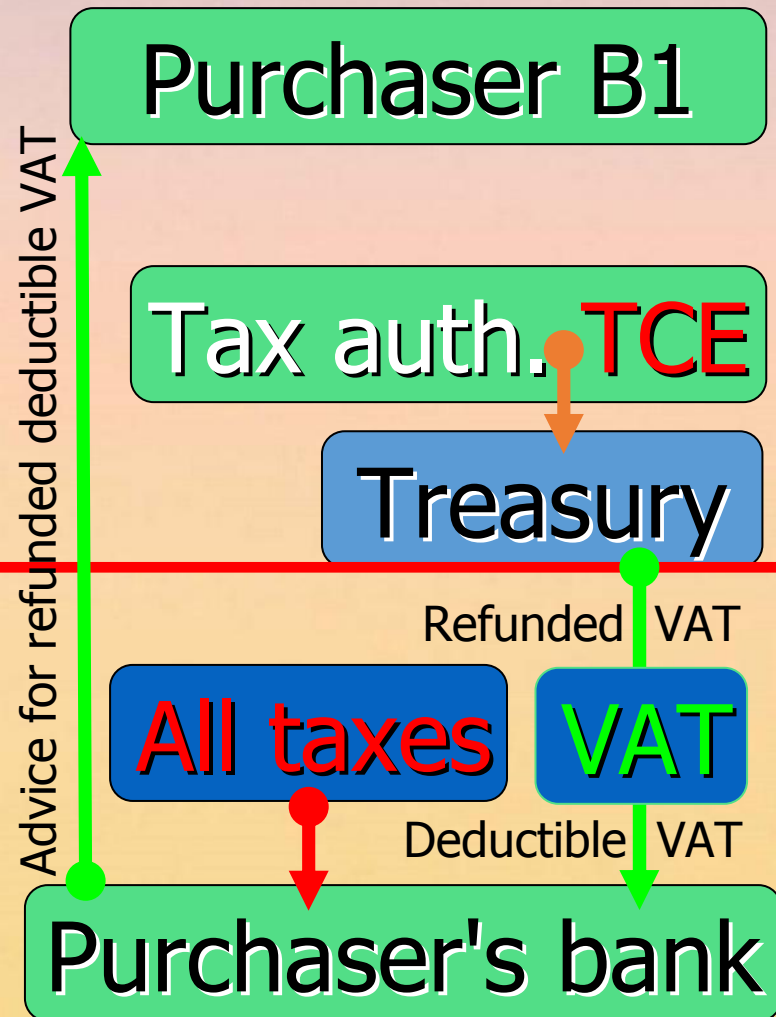 Purchaser B1
Advice for refunded deductible VAT
Tax auth. TCE
Treasury
Refunded VAT
All taxes
VAT
Deductible VAT
Purchaser's bank